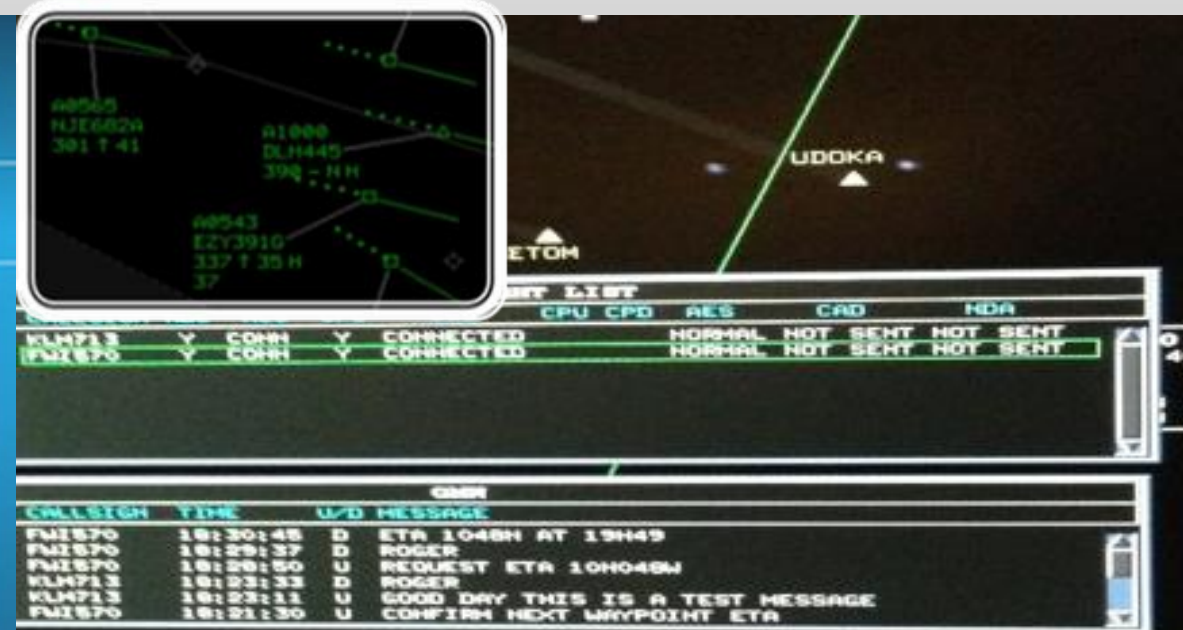 A0565
NJE682A
301 ↑ 41
A1000
DLH445
390 - N H
A0543
EZY391G
337 ↑ 35 H
37
UDOKA
ETOM
LIST
CPU CPD AES CAD NDA
KLM713 Y CONN Y CONNECTED NORMAL NOT SENT NOT SENT
FWI570 Y CONN Y CONNECTED NORMAL NOT SENT NOT SENT
CALLSIGN TIME U/D MESSAGE
FWI570 18:30:45 D ETA 1048N AT 19H49
FWI570 18:29:37 D ROGER
FWI570 U REQUEST ETA 10N048W
KLM713 18:23:33 D ROGER
KLM713 18:23:11 U GOOD DAY THIS IS A TEST MESSAGE
FWI570 18:21:30 U CONFIRM NEXT WAYPOINT ETA